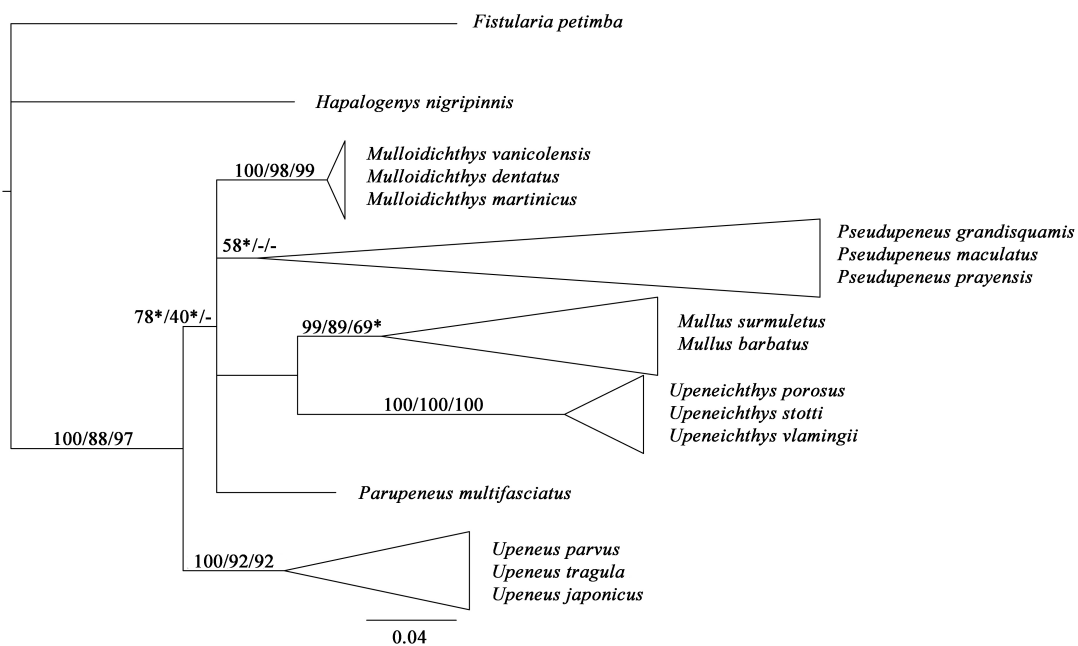 Fistularia petimba
Hapalogenys nigripinnis
100/98/99
Mulloidichthys vanicolensis
Mulloidichthys dentatus
Mulloidichthys martinicus
58*/-/-
Pseudupeneus grandisquamis
Pseudupeneus maculatus
Pseudupeneus prayensis
78*/40*/-
99/89/69*
Mullus surmuletus
Mullus barbatus
100/100/100
Upeneichthys porosus
Upeneichthys stotti
Upeneichthys vlamingii
100/88/97
Parupeneus multifasciatus
100/92/92
Upeneus parvus
Upeneus tragula
Upeneus japonicus
0.04